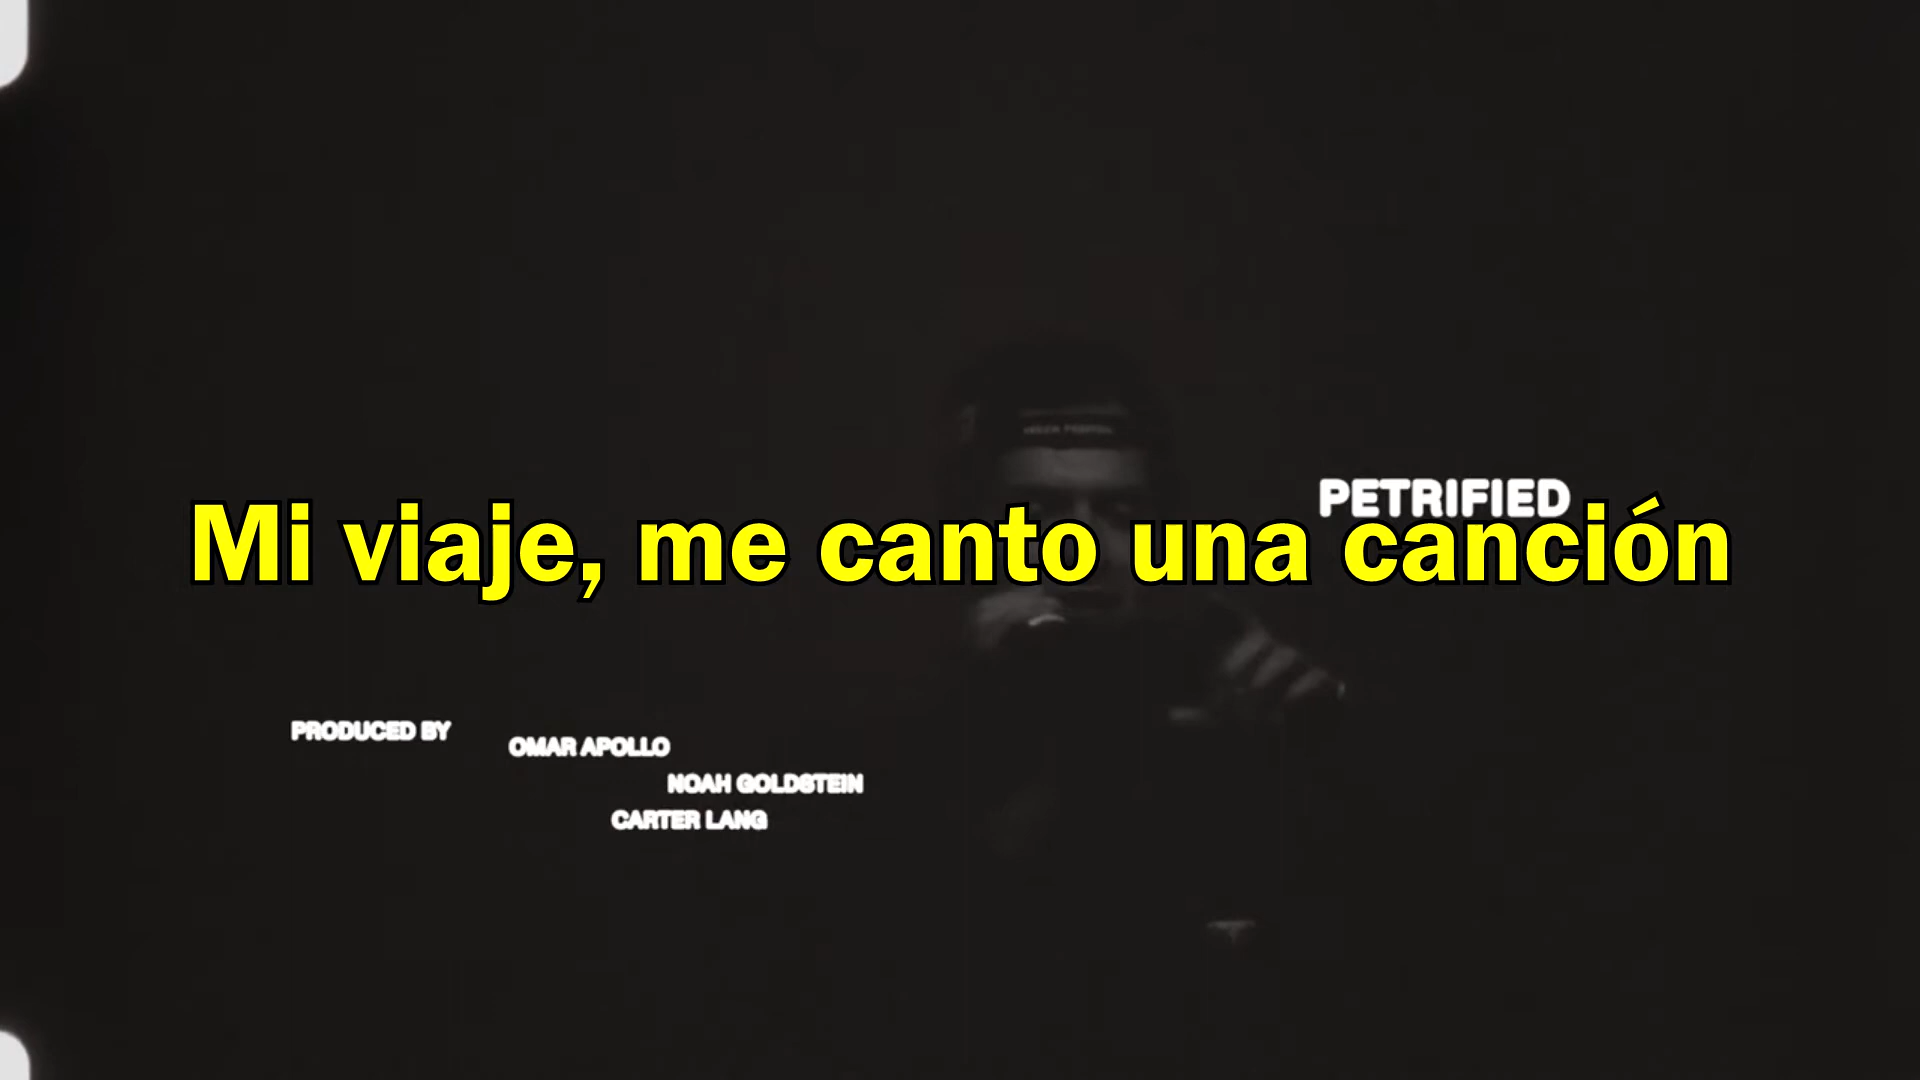 PETRIFIED
Mi viaje, me canto una canción
PRODUCED BY
OMAR APOLLO
NOAH GOLDSTEIN
CARTER LANG